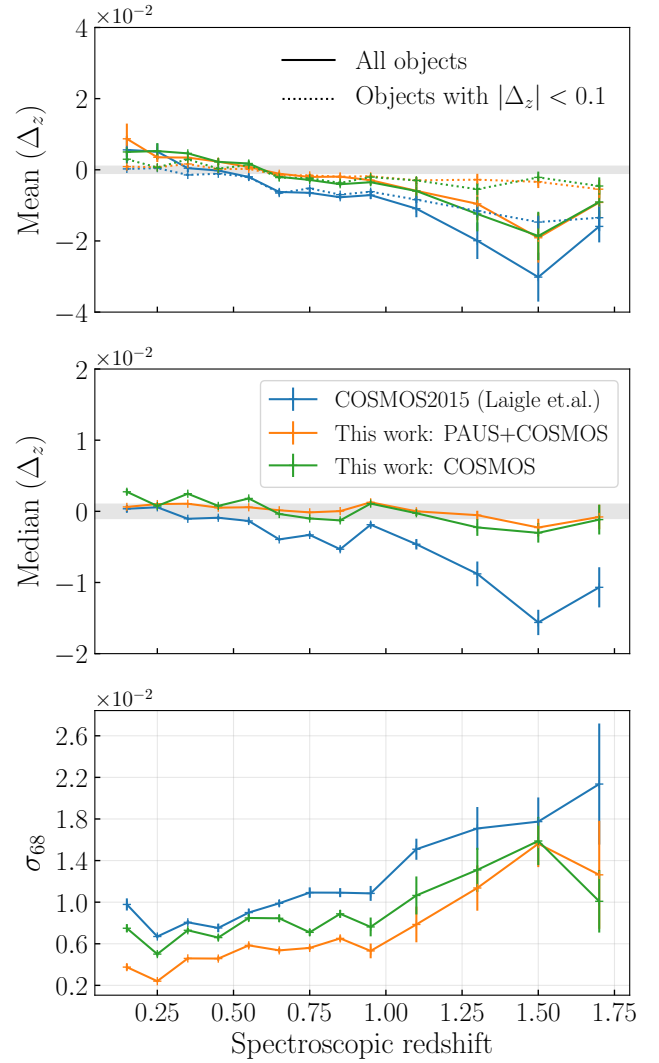 ×10⁻²
4
2
0
−2
−4
Mean (Δz)
All objects
Objects with |Δz| < 0.1
×10⁻²
2
1
0
−1
−2
Median (Δz)
COSMOS2015 (Laigle et.al.)
This work: PAUS+COSMOS
This work: COSMOS
×10⁻²
2.6
2.2
1.8
1.4
1.0
0.6
0.2
σ₆₈
0.25 0.50 0.75 1.00 1.25 1.50 1.75
Spectroscopic redshift